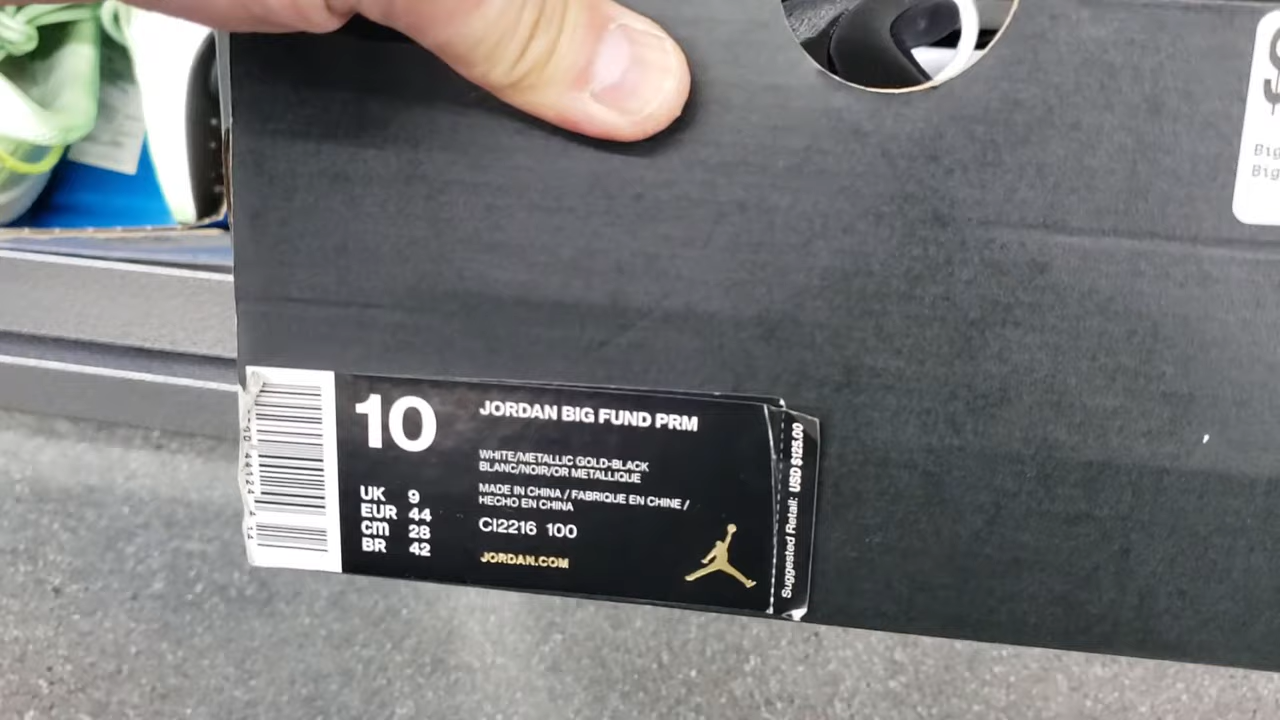 10
JORDAN BIG FUND PRM
WHITE/METALLIC GOLD-BLACK
BLANC/NOIR/OR METALLIQUE
MADE IN CHINA / FABRIQUE EN CHINE /
HECHO EN CHINA
CI2216 100
JORDAN.COM
UK 9
EUR 44
cm 28
BR 42
Suggested Retail: USD $125.00
Big
Big